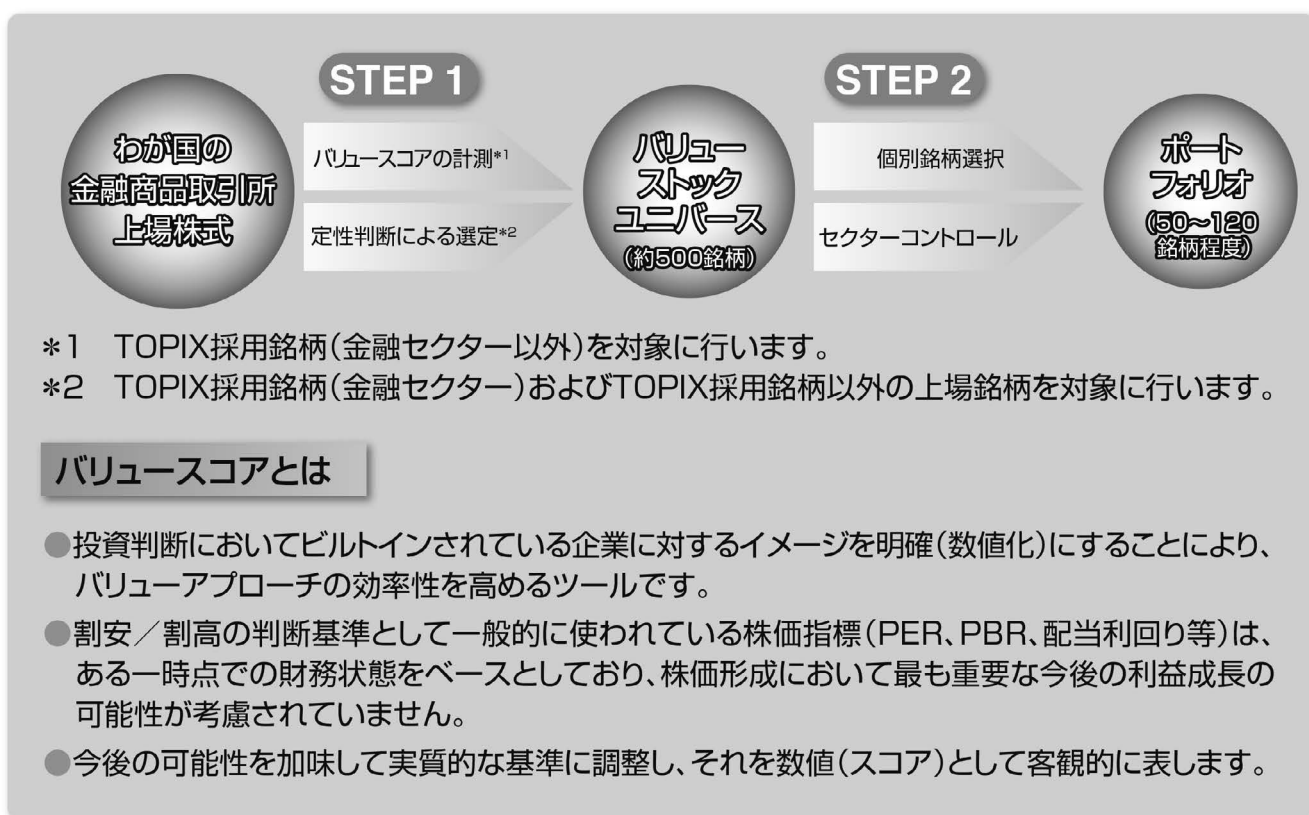 STEP 1
STEP 2
わが国の
金融商品取引所
上場株式
バリュースコアの計測*1
定性判断による選定*2
バリュー
ストック
ユニバース
(約500銘柄)
個別銘柄選択
セクターコントロール
ポート
フォリオ
(50〜120
銘柄程度)
*1 TOPIX採用銘柄(金融セクター以外)を対象に行います。
*2 TOPIX採用銘柄(金融セクター)およびTOPIX採用銘柄以外の上場銘柄を対象に行います。
バリュースコアとは
●投資判断においてビルトインされている企業に対するイメージを明確(数値化)にすることにより、
バリューアプローチの効率性を高めるツールです。
●割安/割高の判断基準として一般的に使われている株価指標(PER、PBR、配当利回り等)は、
ある一時点での財務状態をベースとしており、株価形成において最も重要な今後の利益成長の
可能性が考慮されていません。
●今後の可能性を加味して実質的な基準に調整し、それを数値(スコア)として客観的に表します。